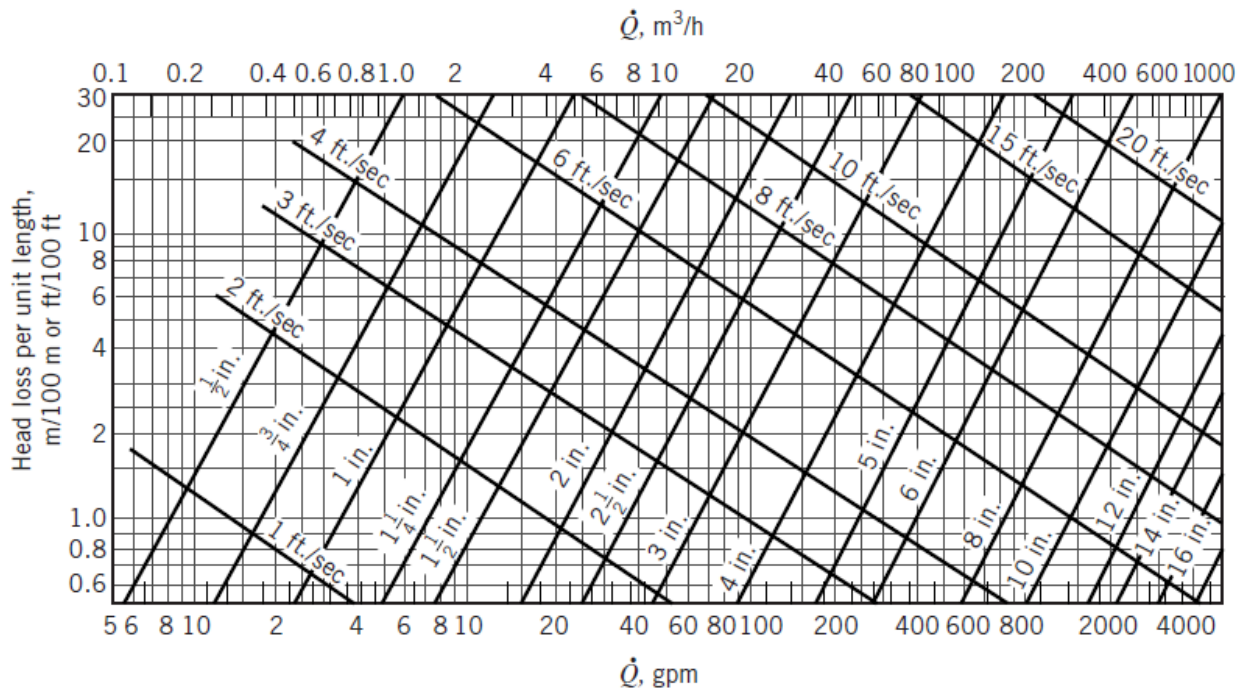 Q̇, m³/h
0.1 0.2 0.4 0.6 0.8 1.0 2 4 6 8 10 20 40 60 80 100 200 400 600 1000
30
20
10
8
6
4
2
1.0
0.8
0.6
Head loss per unit length,
m/100 m or ft/100 ft
4 ft./sec
3 ft./sec
2 ft./sec
1 ft./sec
6 ft./sec
8 ft./sec
10 ft./sec
15 ft./sec
20 ft./sec
½ in.
¾ in.
1 in.
1¼ in.
1½ in.
2 in.
2½ in.
3 in.
4 in.
5 in.
6 in.
8 in.
10 in.
12 in.
14 in.
16 in.
5 6 8 10 2 4 6 8 10 20 40 60 80 100 200 400 600 800 2000 4000
Q̇, gpm